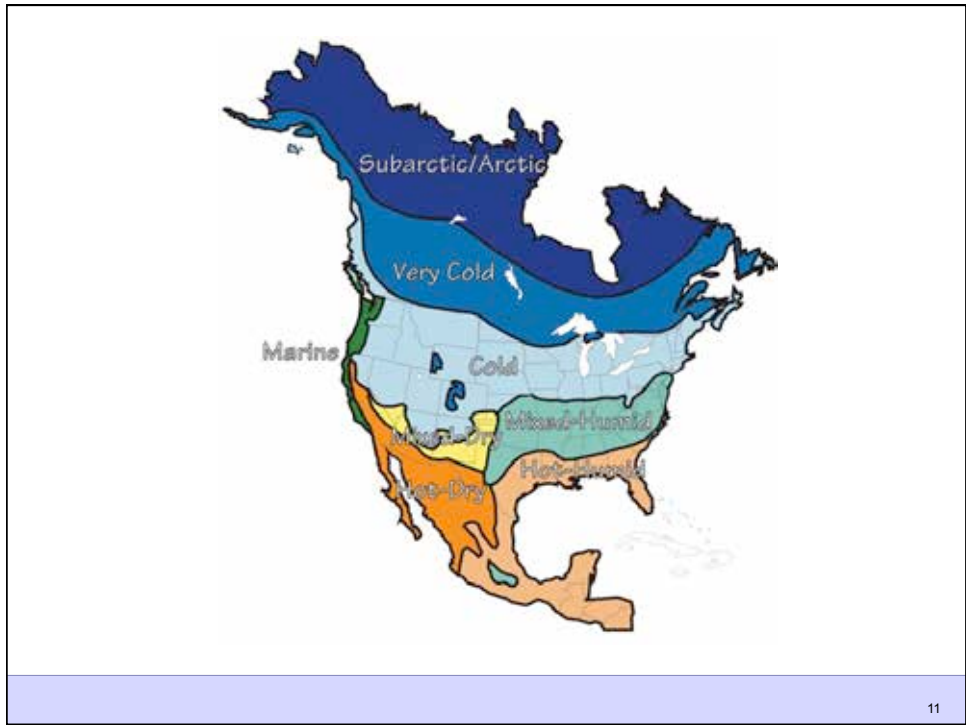 Subarctic/Arctic
Very Cold
Marine
Cold
Mixed-Humid
Mixed-Dry
Hot-Humid
Hot-Dry
11